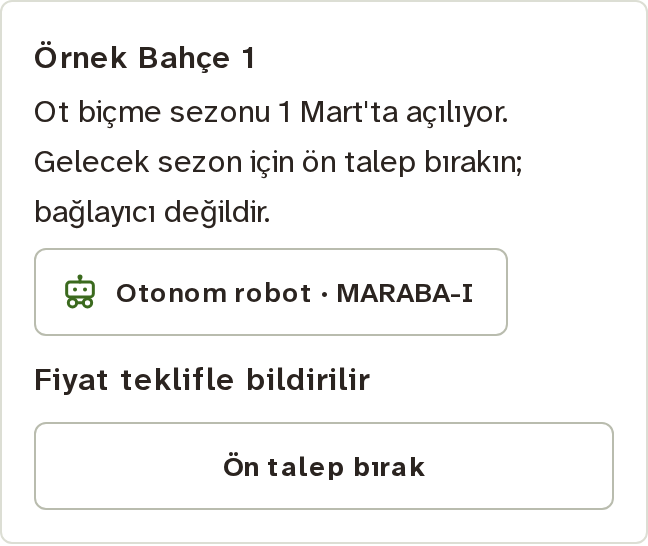 Örnek Bahçe 1
Ot biçme sezonu 1 Mart'ta açılıyor.
Gelecek sezon için ön talep bırakın;
bağlayıcı değildir.
Otonom robot · MARABA-I
Fiyat teklifle bildirilir
Ön talep bırak